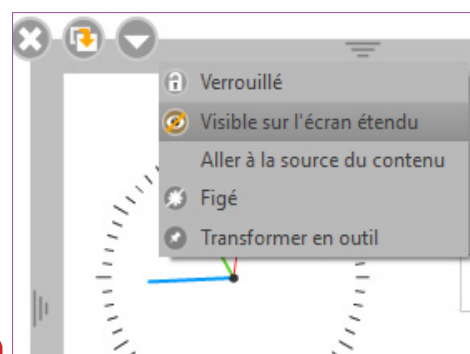 Verrouillé
Visible sur l'écran étendu
Aller à la source du contenu
Figé
Transformer en outil